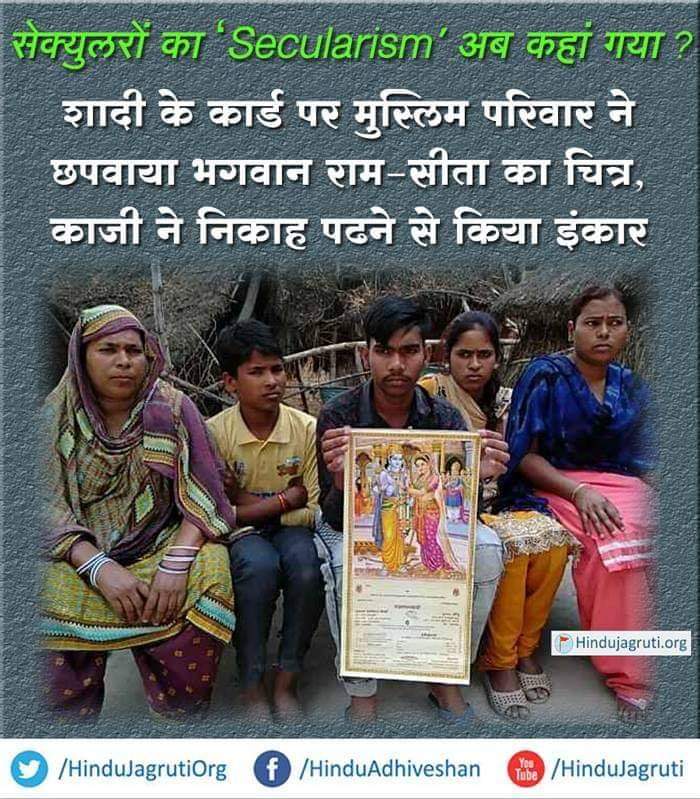 सेक्युलरों का ‘Secularism’ अब कहां गया ?
शादी के कार्ड पर मुस्लिम परिवार ने
छपवाया भगवान राम-सीता का चित्र,
काजी ने निकाह पढने से किया इंकार
Hindujagruti.org
/HinduJagrutiOrg
/HinduAdhiveshan
You
Tube
/HinduJagruti